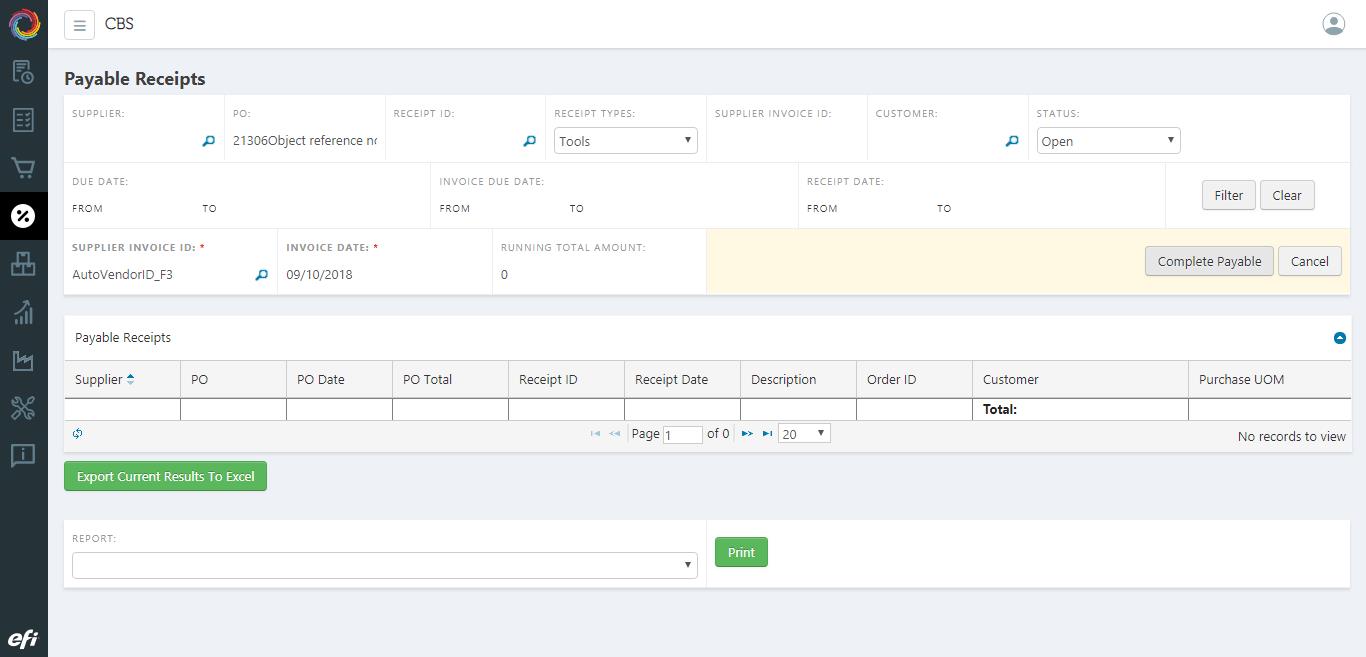 CBS
Payable Receipts
SUPPLIER: PO: RECEIPT ID: RECEIPT TYPES: SUPPLIER INVOICE ID: CUSTOMER: STATUS:
21306Object reference no Tools Open
DUE DATE: INVOICE DUE DATE: RECEIPT DATE:
FROM TO FROM TO FROM TO Filter Clear
SUPPLIER INVOICE ID: * INVOICE DATE: * RUNNING TOTAL AMOUNT:
AutoVendorID_F3 09/10/2018 0 Complete Payable Cancel
Payable Receipts
Supplier PO PO Date PO Total Receipt ID Receipt Date Description Order ID Customer Purchase UOM
Total:
Page 1 of 0 20 No records to view
Export Current Results To Excel
REPORT:
Print
efi